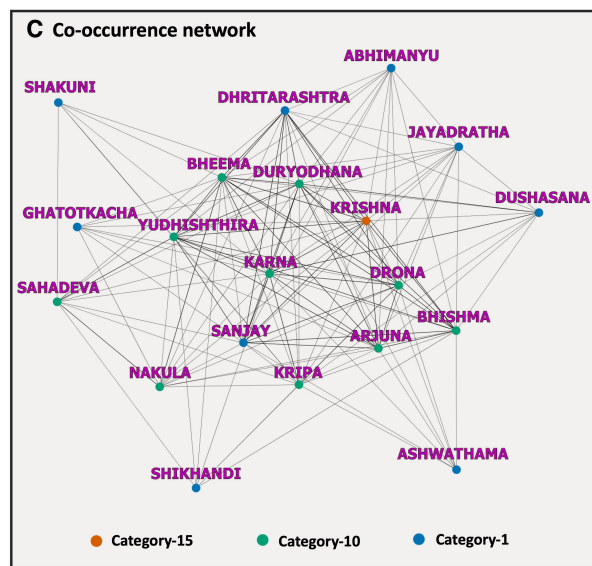 C Co-occurrence network
ABHIMANYU
SHAKUNI
DHRITARASHTRA
JAYADRATHA
BHEEMA
DURYODHANA
DUSHASANA
KRISHNA
GHATOTKACHA
YUDHISHTHIRA
KARNA
DRONA
SAHADEVA
BHISHMA
SANJAY
ARJUNA
NAKULA
KRIPA
ASHWATHAMA
SHIKHANDI
Category-15
Category-10
Category-1